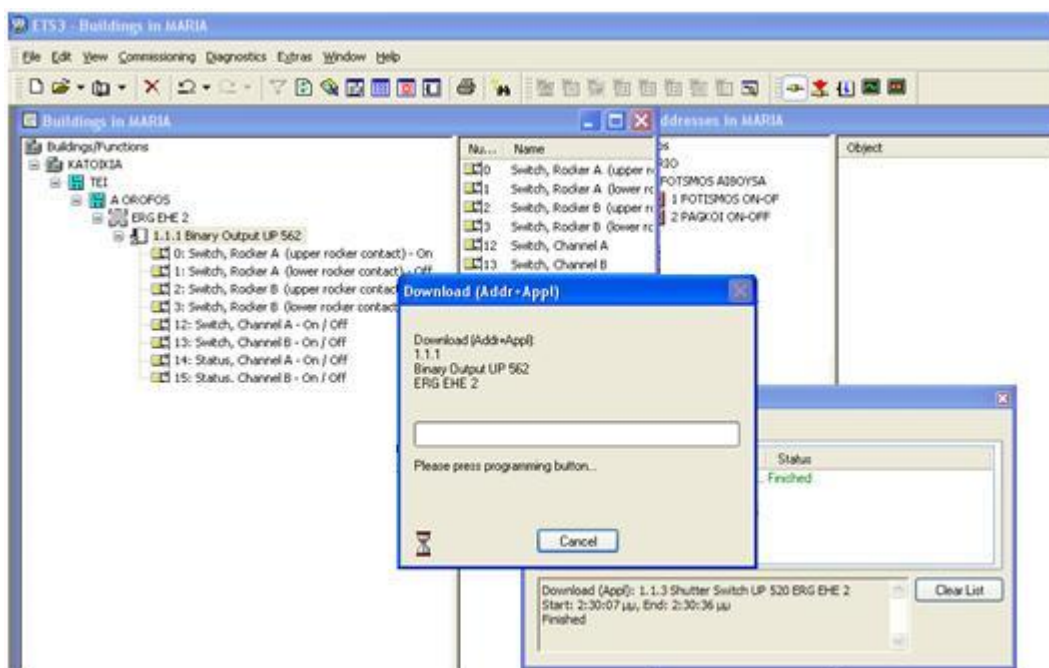 ETS3 - Buildings in MARIA
File Edit View Commissioning Diagnostics Extras Window Help
Buildings in MARIA
Buildings/Functions
KATOIXIA
TEI
A OROFOS
ERG EHE 2
1.1.1 Binary Output UP 562
0: Switch, Rocker A (upper rocker contact) - On
1: Switch, Rocker A (lower rocker contact) - Off
2: Switch, Rocker B (upper rocker contact
3: Switch, Rocker B (lower rocker contact
12: Switch, Channel A - On / Off
13: Switch, Channel B - On / Off
14: Status, Channel A - On / Off
15: Status, Channel B - On / Off
Nu... Name
0 Switch, Rocker A (upper r
1 Switch, Rocker A (lower ro
2 Switch, Rocker B (upper r
3 Switch, Rocker B (lower ro
12 Switch, Channel A
13 Switch, Channel B
ddresses in MARIA
Object
FOTSMOS AIBOYSA
1 FOTISMOS ON-OF
2 PAGKOI ON-OFF
Download (Addr+Appl)
Download (Addr+Appl):
1.1.1
Binary Output UP 562
ERG EHE 2
Please press programming button...
Cancel
Status
Finished
Download (Appl): 1.1.3 Shutter Switch UP 520 ERG EHE 2
Start: 2:30:07 μμ, End: 2:30:36 μμ
Finished
Clear List